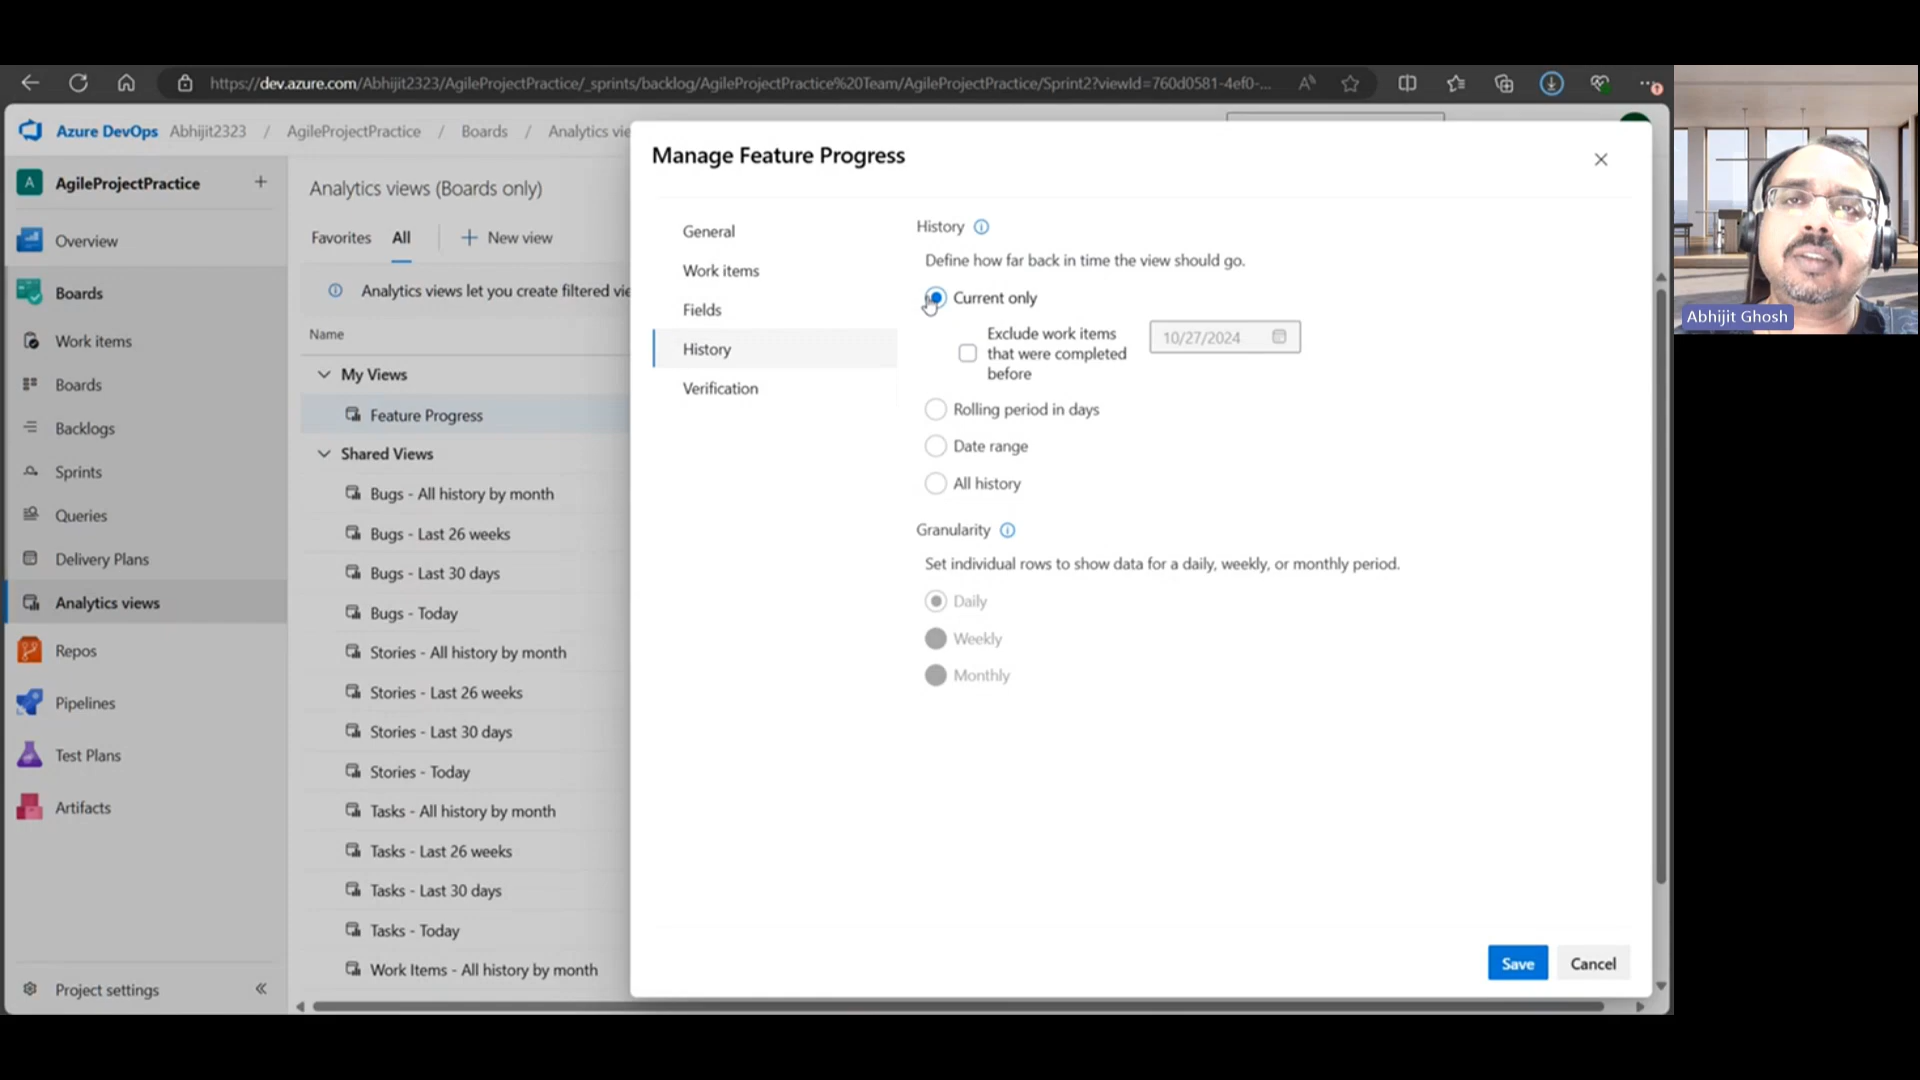 https://dev.azure.com/Abhijit2323/AgileProjectPractice/_sprints/backlog/AgileProjectPractice%20Team/AgileProjectPractice/Sprint2?viewId=760d0581-4ef0-...
Azure DevOps Abhijit2323 / AgileProjectPractice / Boards / Analytics vie
A AgileProjectPractice +
Overview
Boards
Work items
Boards
Backlogs
Sprints
Queries
Delivery Plans
Analytics views
Repos
Pipelines
Test Plans
Artifacts
Project settings
Analytics views (Boards only)
Favorites All + New view
Analytics views let you create filtered vie
Name
My Views
Feature Progress
Shared Views
Bugs - All history by month
Bugs - Last 26 weeks
Bugs - Last 30 days
Bugs - Today
Stories - All history by month
Stories - Last 26 weeks
Stories - Last 30 days
Stories - Today
Tasks - All history by month
Tasks - Last 26 weeks
Tasks - Last 30 days
Tasks - Today
Work Items - All history by month
Manage Feature Progress
General
Work items
Fields
History
Verification
History
Define how far back in time the view should go.
Current only
Exclude work items
that were completed
before
10/27/2024
Rolling period in days
Date range
All history
Granularity
Set individual rows to show data for a daily, weekly, or monthly period.
Daily
Weekly
Monthly
Save Cancel
Abhijit Ghosh